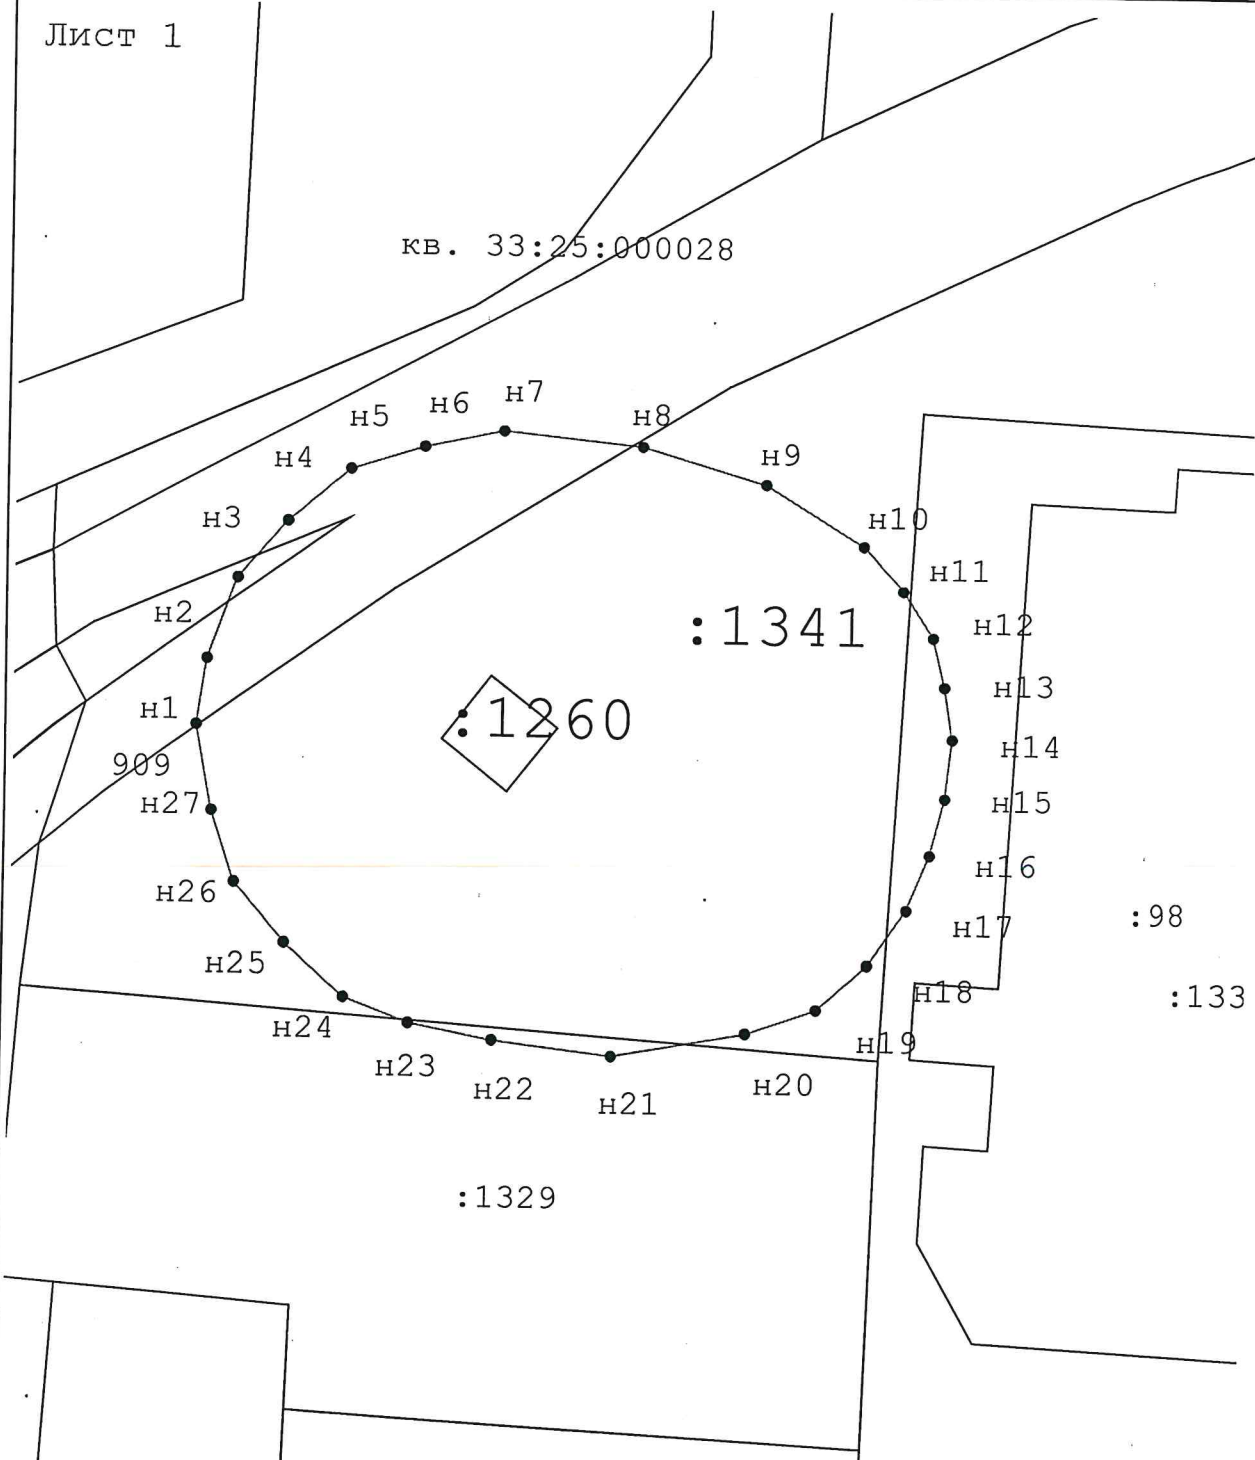 Лист 1
кв. 33:25:000028
н7
н6
н5
н8
н4
н9
н3
н10
н11
н2
н12
:1341
н13
н1
:1260
н14
909
н27
н15
н16
н26
:98
н17
н25
н18
:133
н24
н19
н23
н20
н22
н21
:1329